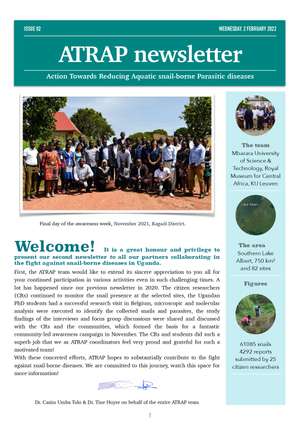 ISSUE 02
WEDNESDAY, 2 FEBRUARY 2022
ATRAP newsletter
Action Towards Reducing Aquatic snail-borne Parasitic diseases
Final day of the awareness week, November 2021, Kagadi District.
Welcome! It is a great honour and privilege to
present our second newsletter to all our partners collaborating in
the fight against snail-borne diseases in Uganda.
First, the ATRAP team would like to extend its sincere appreciation to you all for
your continued participation in various activities even in such challenging times. A
lot has happened since our previous newsletter in 2020. The citizen researchers
(CRs) continued to monitor the snail presence at the selected sites, the Ugandan
PhD students had a successful research visit in Belgium, microscopic and molecular
analysis were executed to identify the collected snails and parasites, the study
findings of the interviews and focus group discussions were shared and discussed
with the CRs and the communities, which formed the basis for a fantastic
community-led awareness campaign in November. The CRs and students did such a
superb job that we as ATRAP coordinators feel very proud and grateful for such a
motivated team!
With these concerted efforts, ATRAP hopes to substantially contribute to the fight
against snail-borne diseases. We are committed to this journey, watch this space for
more information!
Dr. Casim Umba Tolo & Dr. Tine Huyse on behalf of the entire ATRAP team.
The team
Mbarara University
of Science &
Technology, Royal
Museum for Central
Africa, KU Leuven
The area
Southern Lake
Albert, 750 km²
and 82 sites
Figures
61085 snails
4292 reports
submitted by 25
citizen researchers
1